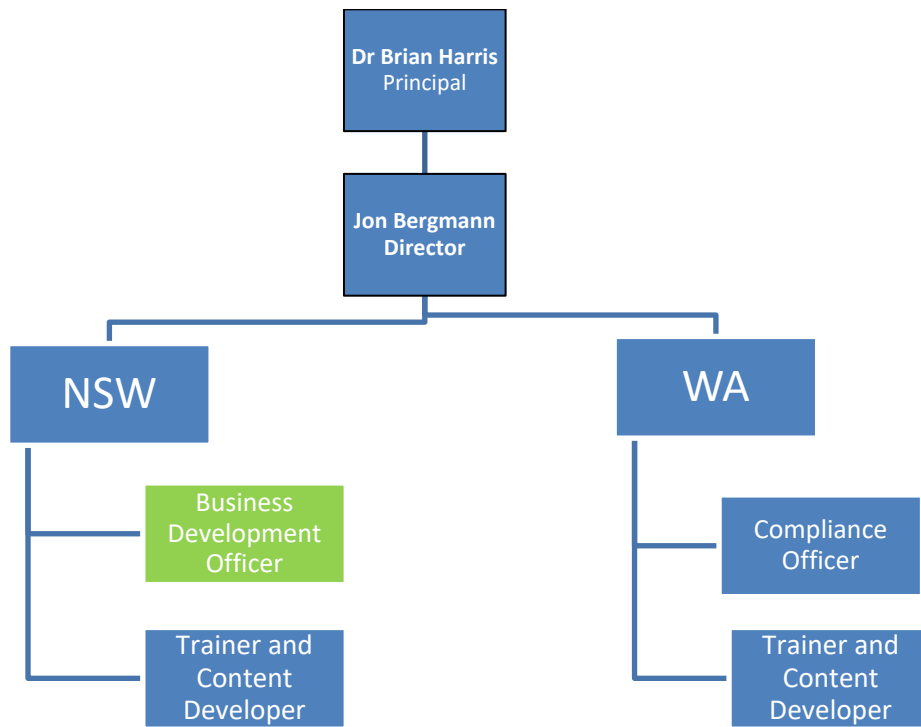 Dr Brian Harris
Principal
Jon Bergmann
Director
NSW
WA
Business
Development
Officer
Compliance
Officer
Trainer and
Content
Developer
Trainer and
Content
Developer